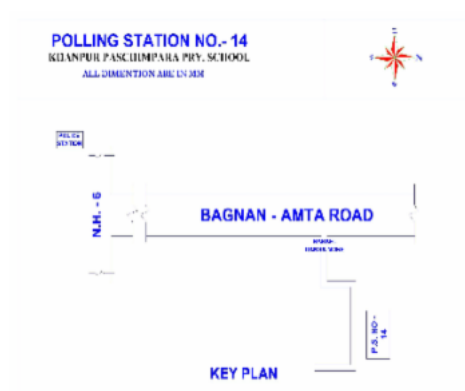 POLLING STATION NO.- 14
KHANPUR PASCHIMPARA PRY. SCHOOL
ALL DIMENTION ARE IN MM
N
S
POLICE
STATION
N.H. - 6
BAGNAN - AMTA ROAD
P.S. NO -
14
KEY PLAN